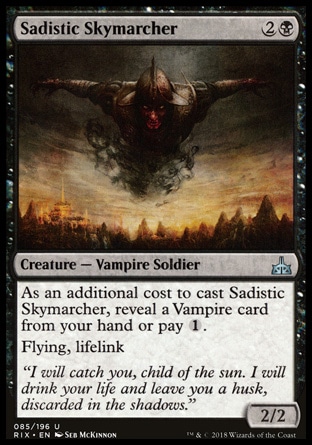 Sadistic Skymarcher 2
Creature — Vampire Soldier
As an additional cost to cast Sadistic
Skymarcher, reveal a Vampire card
from your hand or pay 1.
Flying, lifelink
"I will catch you, child of the sun. I will
drink your life and leave you a husk,
discarded in the shadows."
2/2
085/196 U
RIX • EN Seb McKinnon
™ & © 2018 Wizards of the Coast